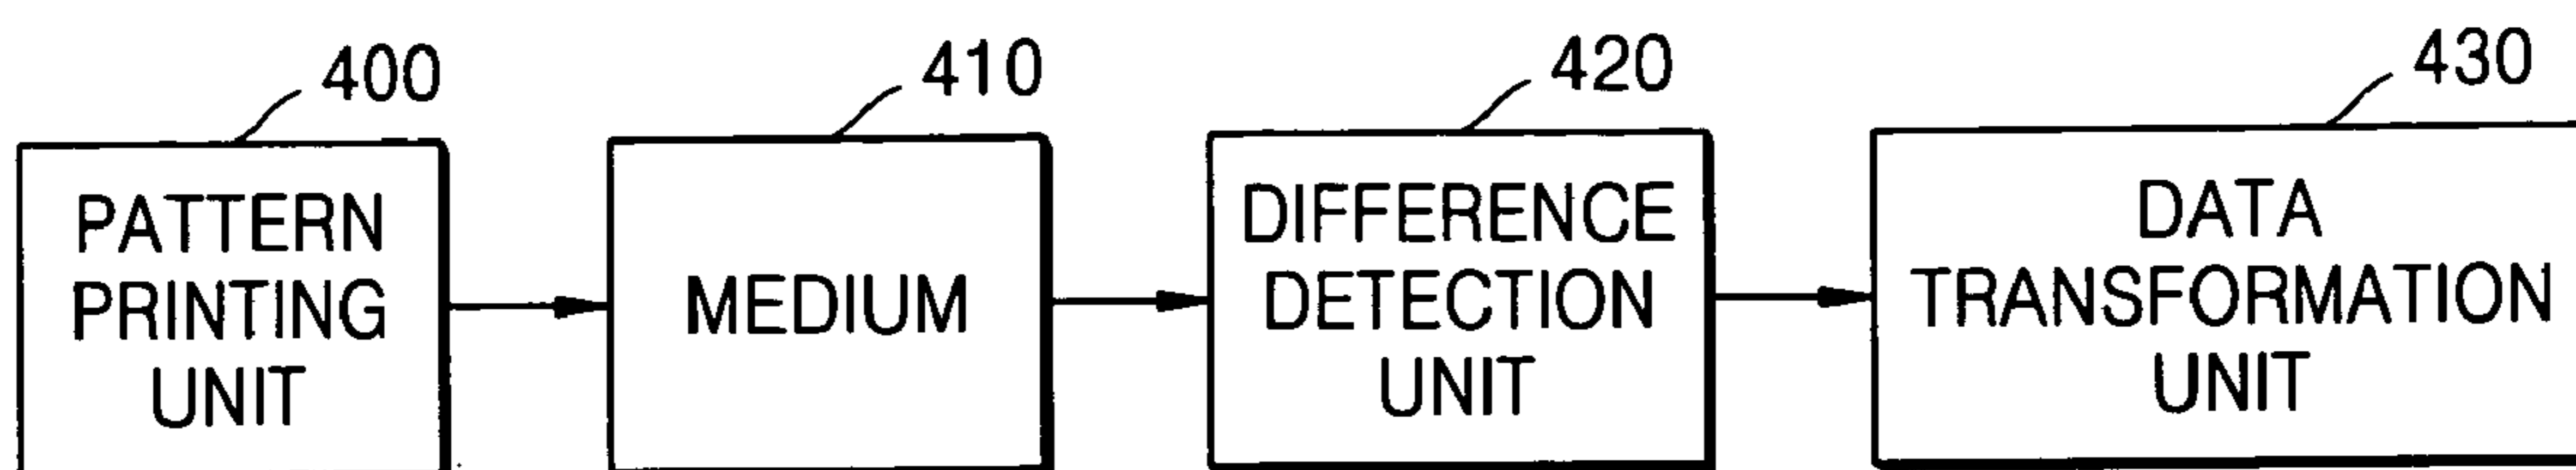 400
410
420
430
PATTERN
PRINTING
UNIT
MEDIUM
DIFFERENCE
DETECTION
UNIT
DATA
TRANSFORMATION
UNIT